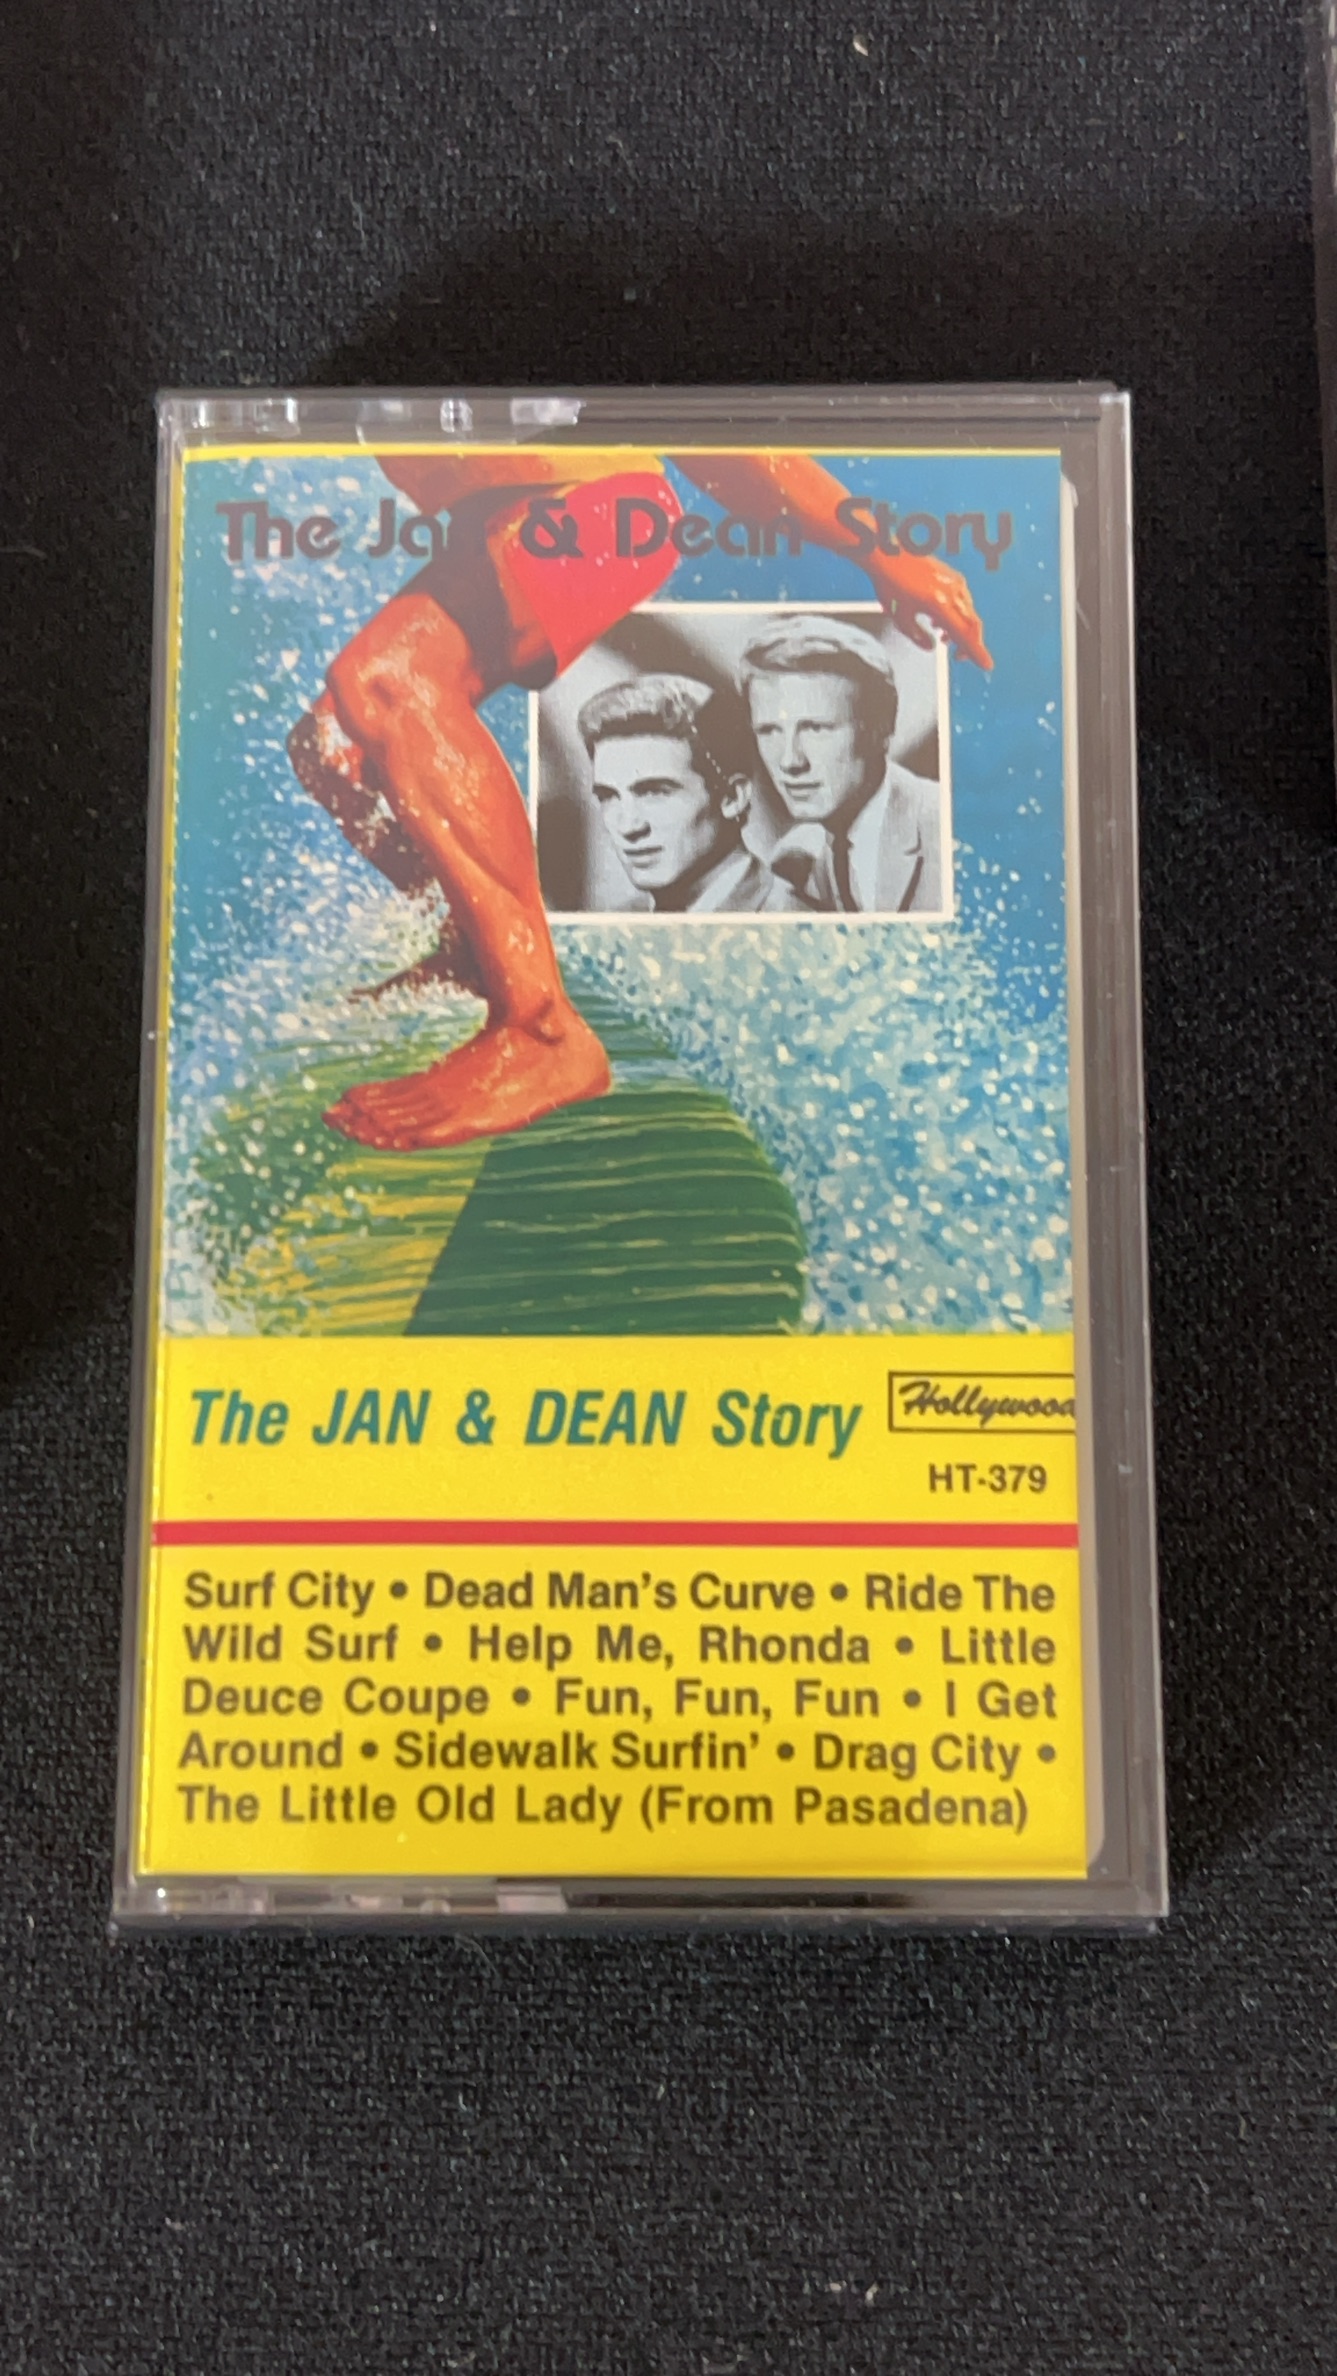 The Jan & Dean Story
The JAN & DEAN Story
Hollywood
HT-379
Surf City • Dead Man's Curve • Ride The
Wild Surf • Help Me, Rhonda • Little
Deuce Coupe • Fun, Fun, Fun • I Get
Around • Sidewalk Surfin' • Drag City •
The Little Old Lady (From Pasadena)